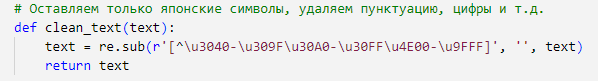 # Оставляем только японские символы, удаляем пунктуацию, цифры и т.д.
def clean_text(text):
    text = re.sub(r'[^\u3040-\u309F\u30A0-\u30FF\u4E00-\u9FFF]', '', text)
    return text